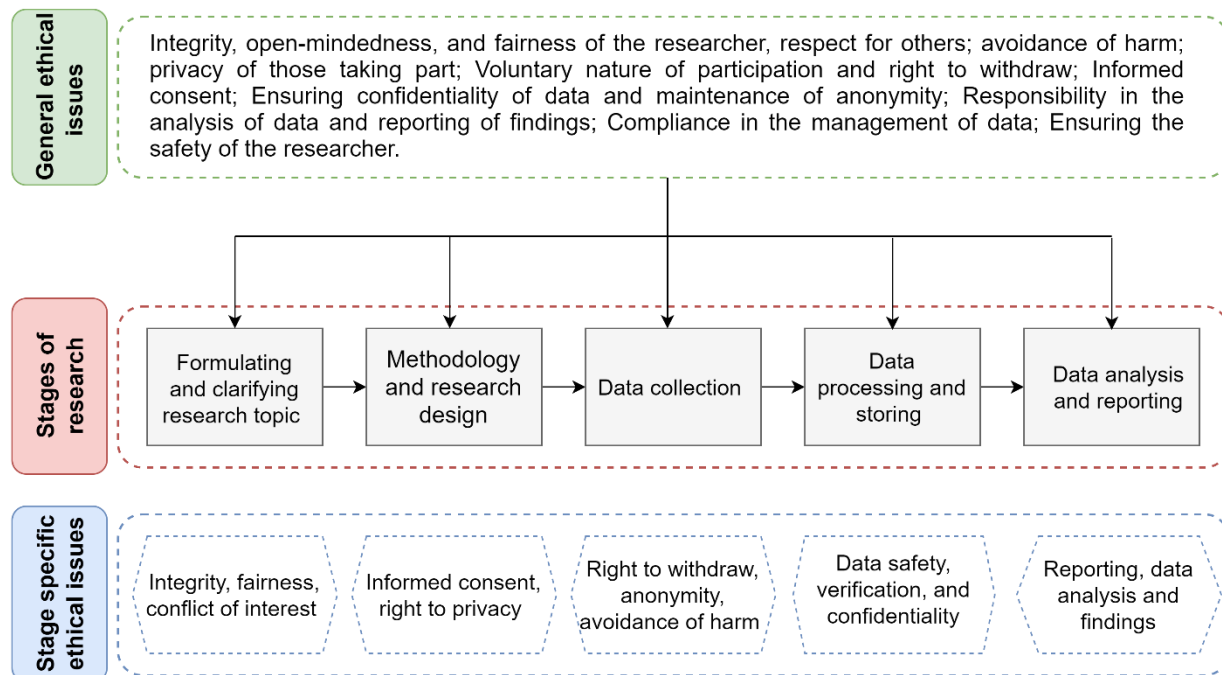 General ethical
issues
Integrity, open-mindedness, and fairness of the researcher, respect for others; avoidance of harm;
privacy of those taking part; Voluntary nature of participation and right to withdraw; Informed
consent; Ensuring confidentiality of data and maintenance of anonymity; Responsibility in the
analysis of data and reporting of findings; Compliance in the management of data; Ensuring the
safety of the researcher.
Stages of
research
Formulating
and clarifying
research topic
Methodology
and research
design
Data collection
Data
processing and
storing
Data analysis
and reporting
Stage specific
ethical issues
Integrity, fairness,
conflict of interest
Informed consent,
right to privacy
Right to withdraw,
anonymity,
avoidance of harm
Data safety,
verification, and
confidentiality
Reporting, data
analysis and
findings